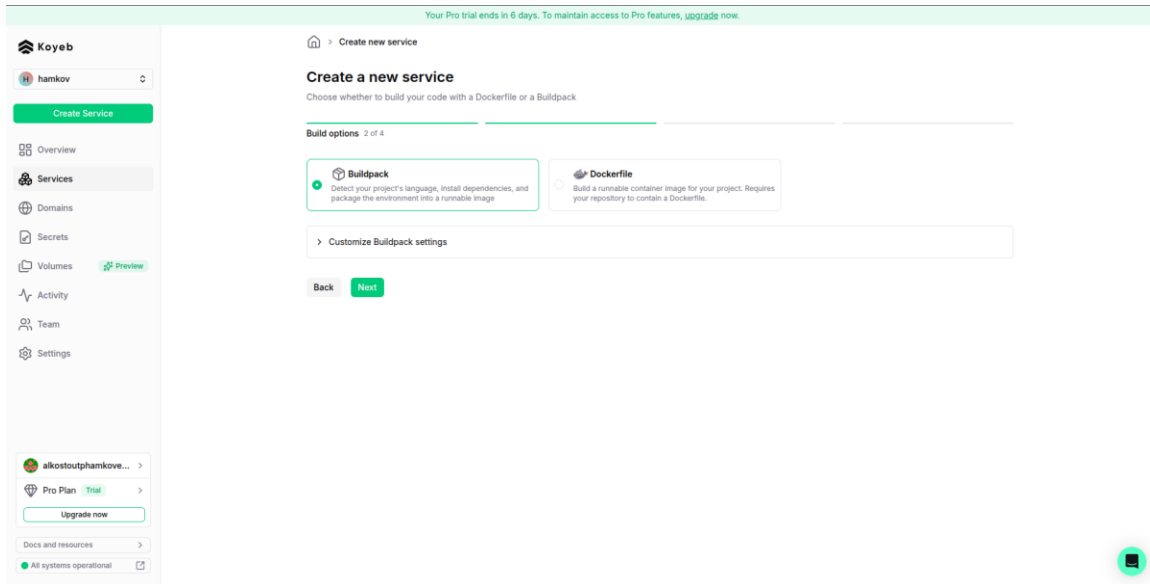 Your Pro trial ends in 6 days. To maintain access to Pro features, upgrade now.
Koyeb
H hamkov
Create Service
Overview
Services
Domains
Secrets
Volumes Preview
Activity
Team
Settings
alkostoutphamkove...
Pro Plan Trial
Upgrade now
Docs and resources
All systems operational
Create new service
Create a new service
Choose whether to build your code with a Dockerfile or a Buildpack
Build options 2 of 4
Buildpack
Detect your project's language, install dependencies, and
package the environment into a runnable image
Dockerfile
Build a runnable container image for your project. Requires
your repository to contain a Dockerfile.
Customize Buildpack settings
Back Next